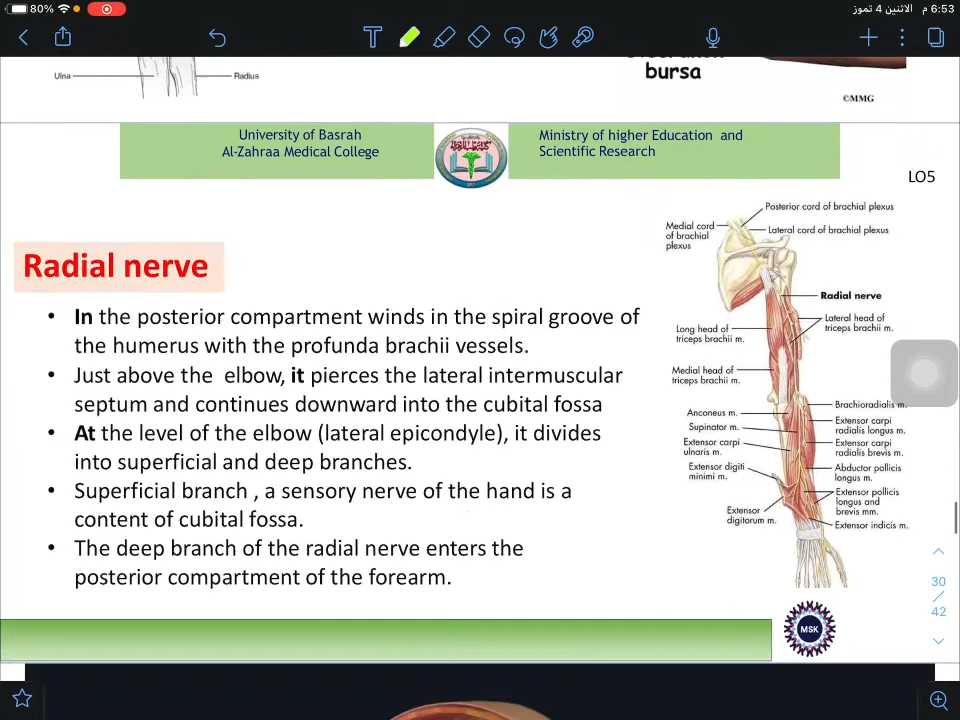 80%
6:53 م الاثنين 4 تموز
Ulna
Radius
bursa
©MMG
University of Basrah
Al-Zahraa Medical College
Ministry of higher Education and
Scientific Research
LO5
Radial nerve
• In the posterior compartment winds in the spiral groove of
the humerus with the profunda brachii vessels.
• Just above the elbow, it pierces the lateral intermuscular
septum and continues downward into the cubital fossa
• At the level of the elbow (lateral epicondyle), it divides
into superficial and deep branches.
• Superficial branch , a sensory nerve of the hand is a
content of cubital fossa.
• The deep branch of the radial nerve enters the
posterior compartment of the forearm.
Posterior cord of brachial plexus
Medial cord
of brachial
plexus
Lateral cord of brachial plexus
Radial nerve
Lateral head of
triceps brachii m.
Long head of
triceps brachii m.
Medial head of
triceps brachii m.
Brachioradialis m.
Anconeus m.
Extensor carpi
radialis longus m.
Supinator m.
Extensor carpi
ulnaris m.
Extensor carpi
radialis brevis m.
Extensor digiti
minimi m.
Abductor pollicis
longus m.
Extensor pollicis
longus and
brevis mm.
Extensor
digitorum m.
Extensor indicis m.
30
/
42
MSK